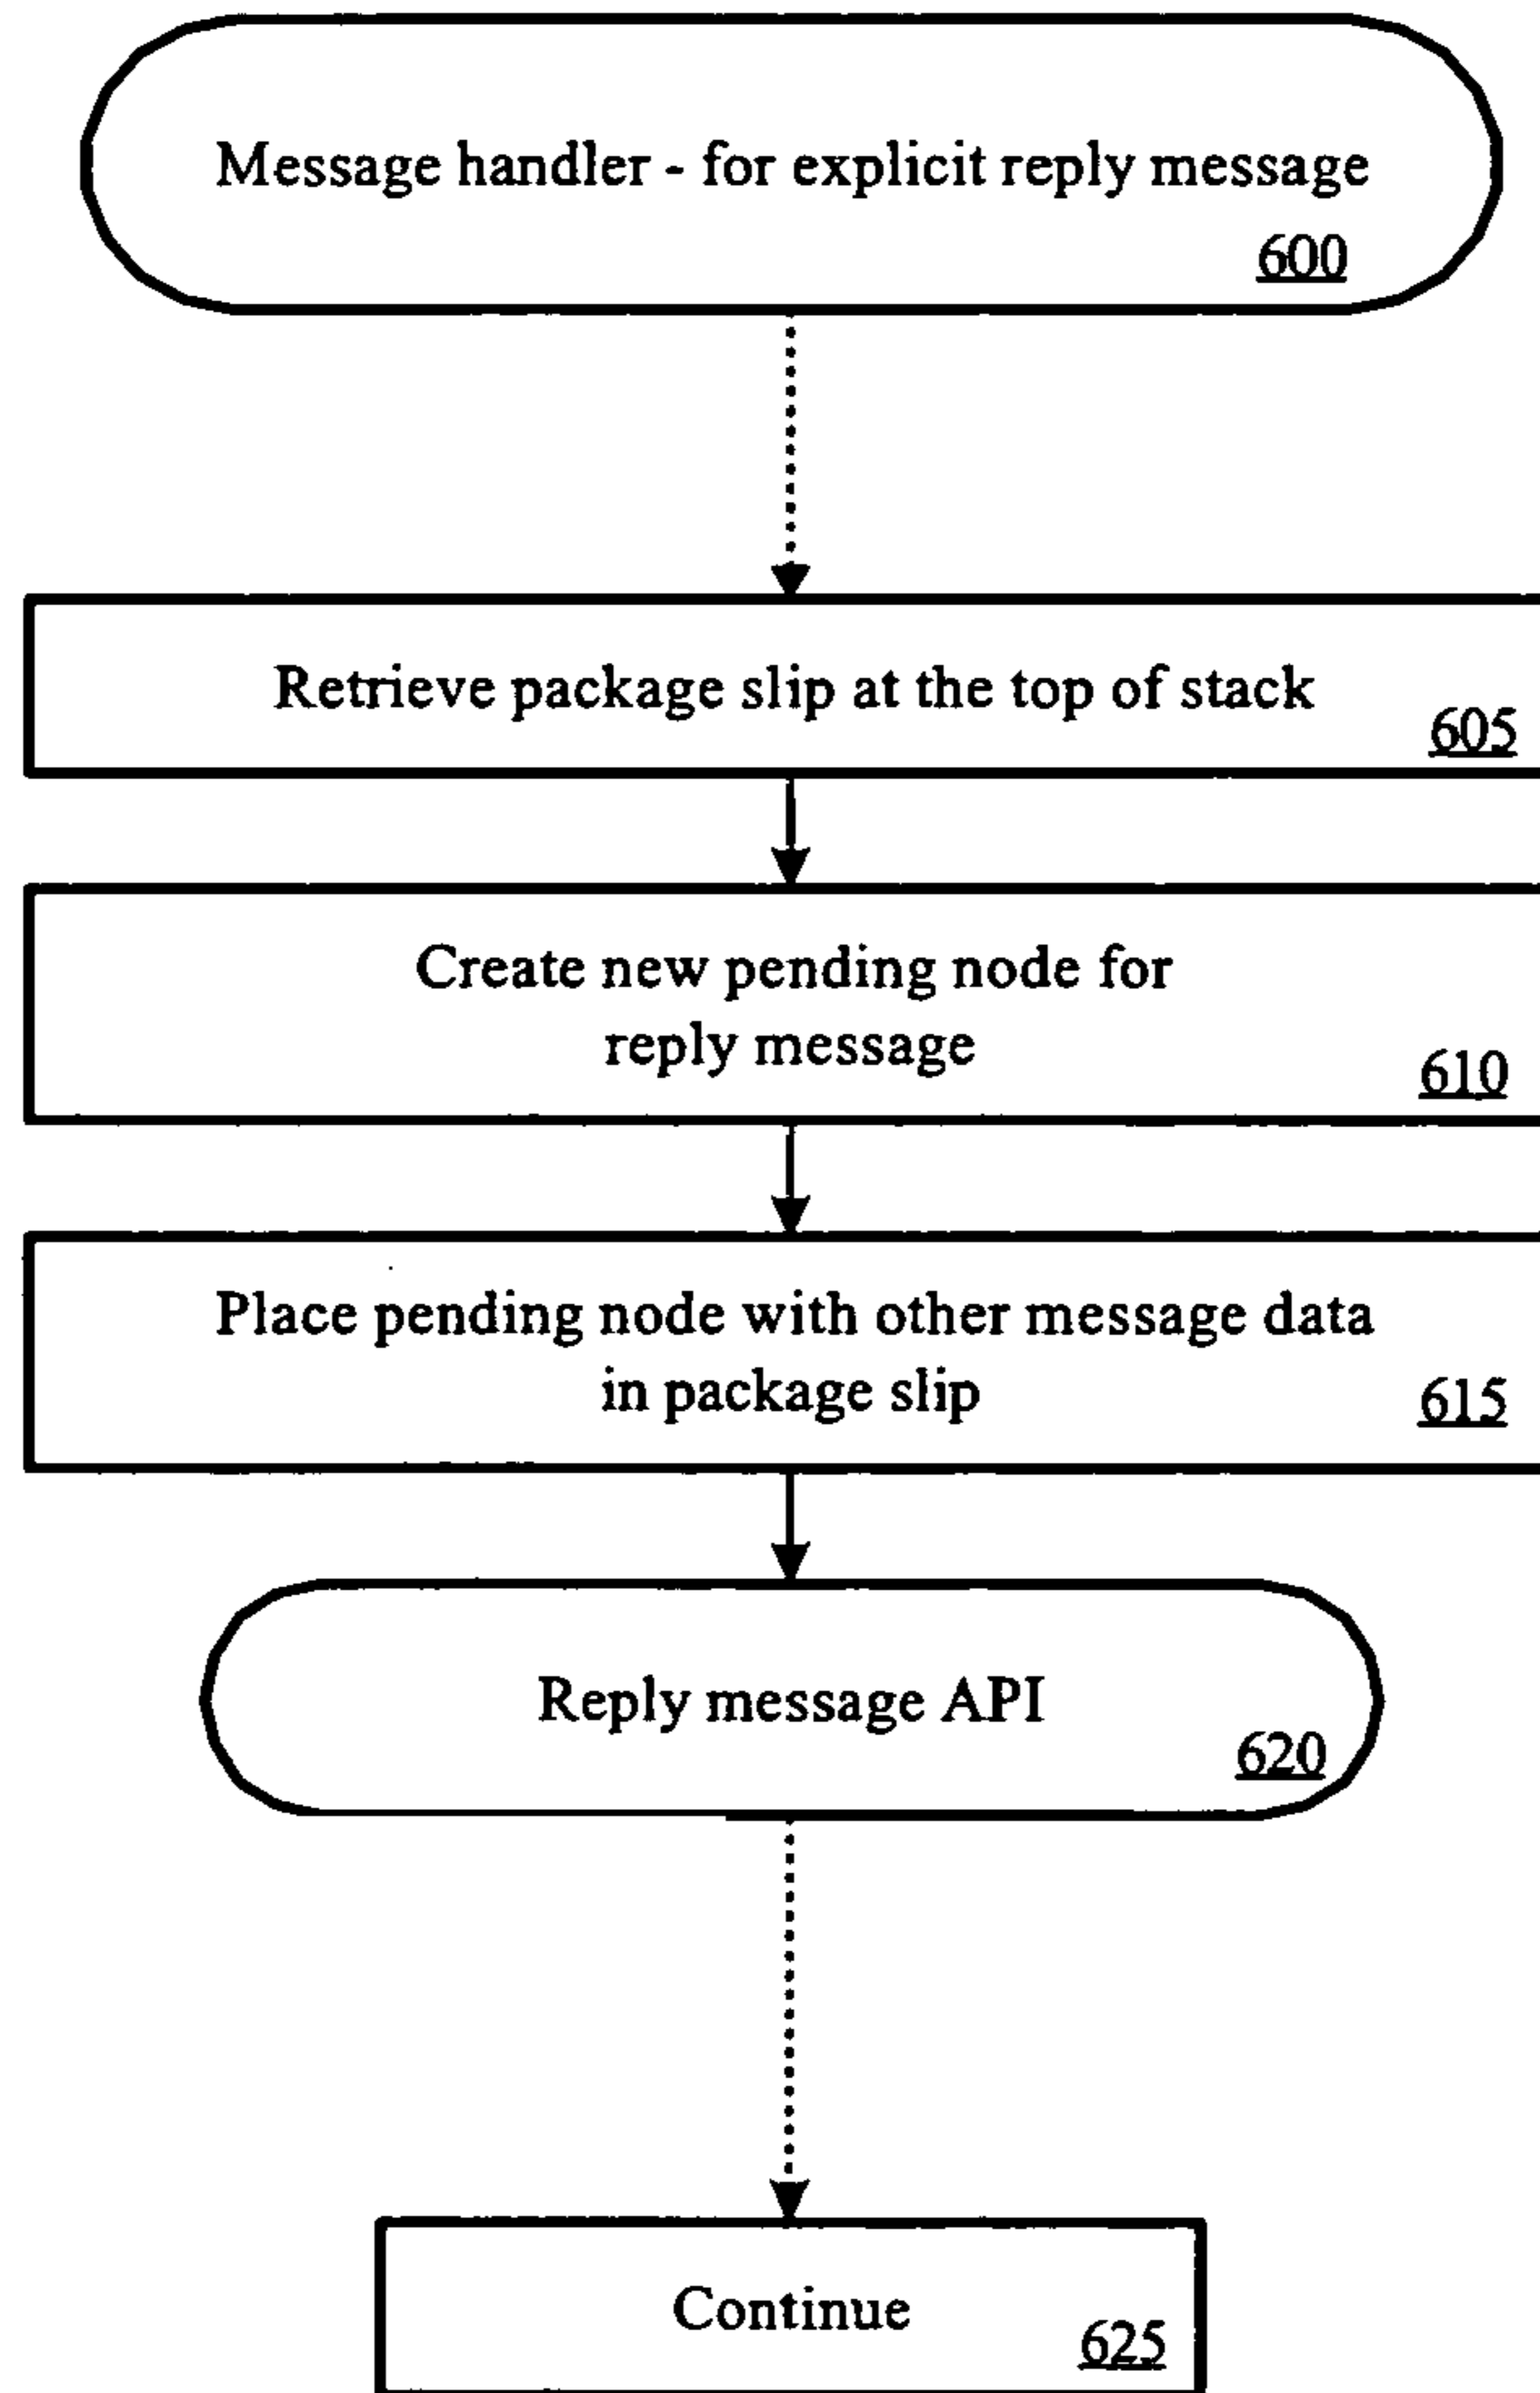 Message handler - for explicit reply message
600
Retrieve package slip at the top of stack
605
Create new pending node for
reply message
610
Place pending node with other message data
in package slip
615
Reply message API
620
Continue
625